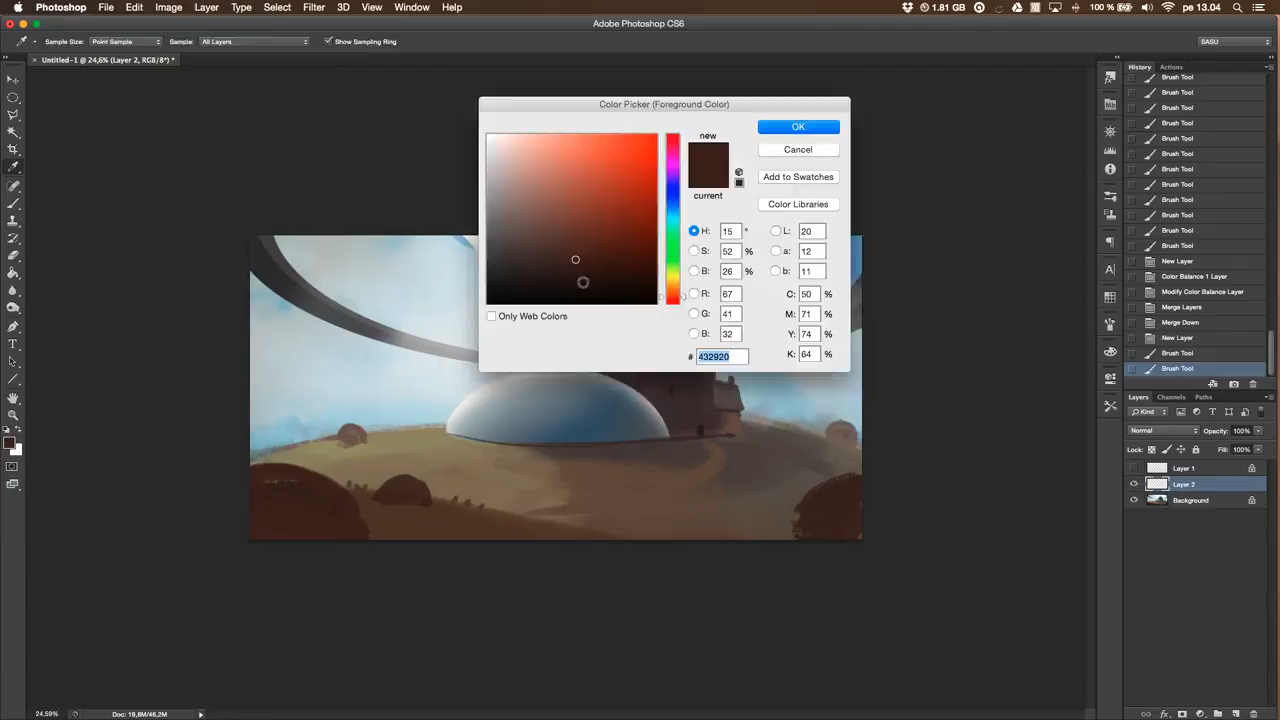 Photoshop File Edit Image Layer Type Select Filter 3D View Window Help 1.81 GB 100 % pe 13.04
Adobe Photoshop CS6
Sample Size: Point Sample Sample: All Layers Show Sampling Ring SASU
× Untitled-1 @ 24,6% (Layer 2, RGB/8*) *
History Actions
Brush Tool
Brush Tool
Brush Tool
Brush Tool
Brush Tool
Brush Tool
Brush Tool
Brush Tool
Brush Tool
Brush Tool
Brush Tool
Brush Tool
New Layer
Color Balance 1 Layer
Modify Color Balance Layer
Merge Layers
Merge Down
New Layer
Brush Tool
Brush Tool
Color Picker (Foreground Color)
new
current
OK
Cancel
Add to Swatches
Color Libraries
H: 15 °
S: 52 %
B: 26 %
R: 67
G: 41
B: 32
# 432920
L: 20
a: 12
b: 11
C: 50 %
M: 71 %
Y: 74 %
K: 64 %
Only Web Colors
Layers Channels Paths
Kind
Normal Opacity: 100%
Lock: Fill: 100%
Layer 1
Layer 2
Background
24,59% Doc: 19,8M/46,2M